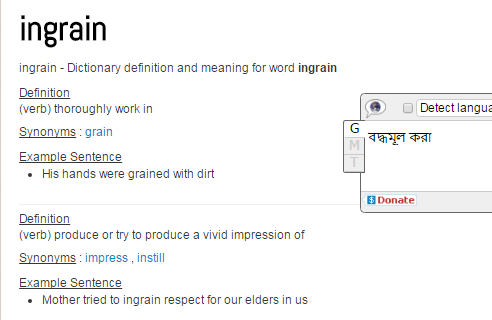 ingrain
ingrain - Dictionary definition and meaning for word ingrain
Definition
(verb) thoroughly work in
Synonyms : grain
Example Sentence
• His hands were grained with dirt
Detect langua
G
M
T
বদ্ধমূল করা
Donate
Definition
(verb) produce or try to produce a vivid impression of
Synonyms : impress , instill
Example Sentence
• Mother tried to ingrain respect for our elders in us